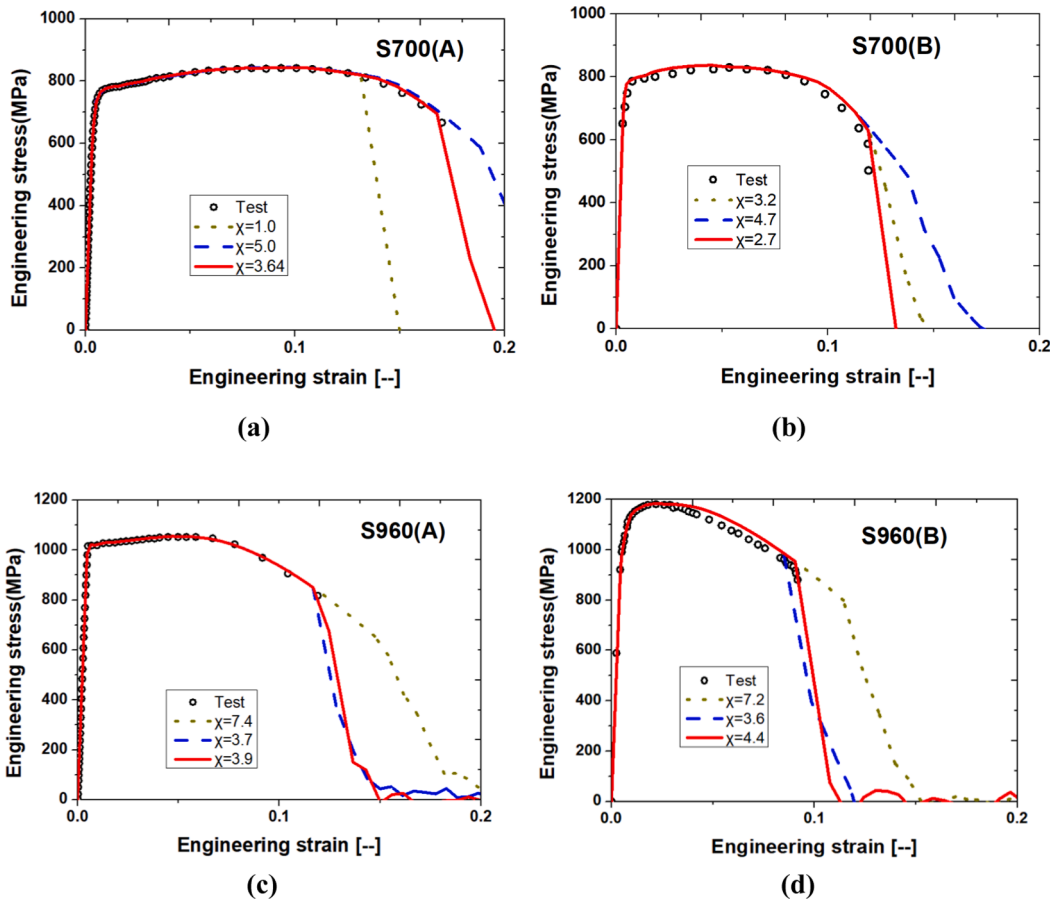 S700(A)
Engineering stress(MPa)
1000
800
600
400
200
0
Test
χ=1.0
χ=5.0
χ=3.64
0.0
0.1
0.2
Engineering strain [--]
(a)
S700(B)
Engineering stress(MPa)
1000
800
600
400
200
0
Test
χ=3.2
χ=4.7
χ=2.7
0.0
0.1
0.2
Engineering strain [--]
(b)
S960(A)
Engineering stress(MPa)
1200
1000
800
600
400
200
0
Test
χ=7.4
χ=3.7
χ=3.9
0.0
0.1
0.2
Engineering strain [--]
(c)
S960(B)
Engineering stress(MPa)
1200
1000
800
600
400
200
0
Test
χ=7.2
χ=3.6
χ=4.4
0.0
0.1
0.2
Engineering strain [--]
(d)